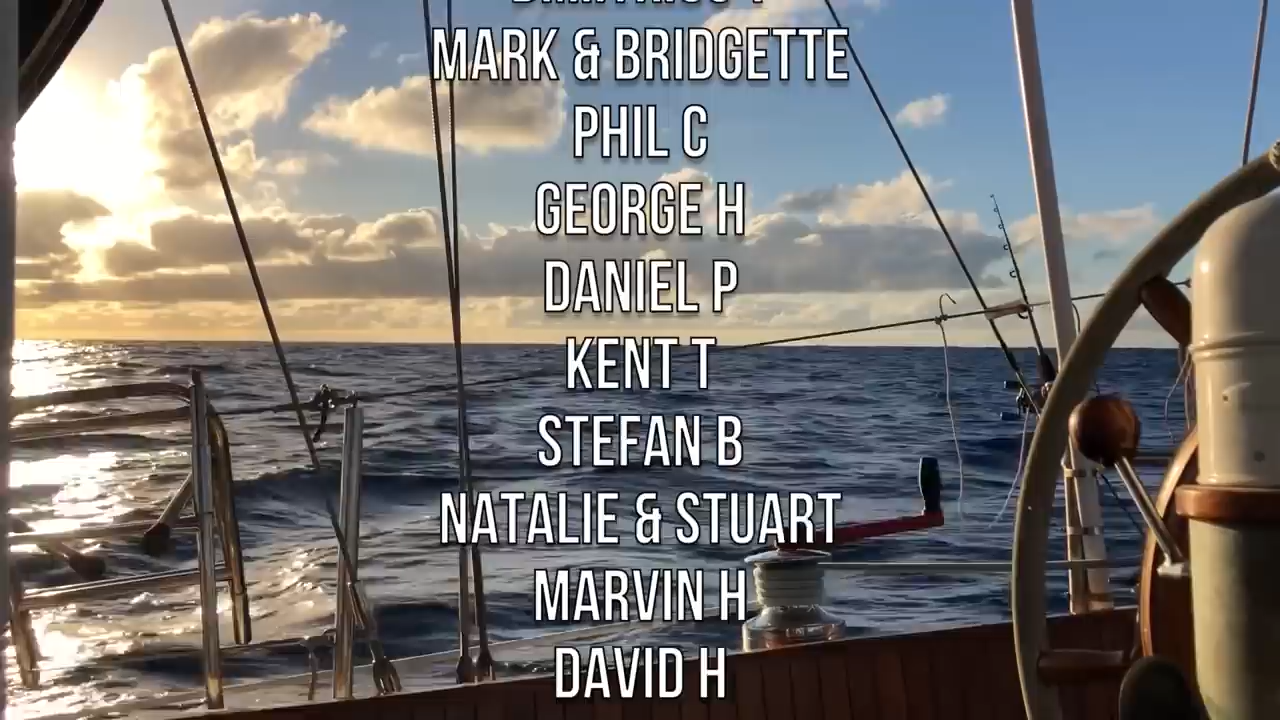 MARK & BRIDGETTE
PHIL C
GEORGE H
DANIEL P
KENT T
STEFAN B
NATALIE & STUART
MARVIN H
DAVID H